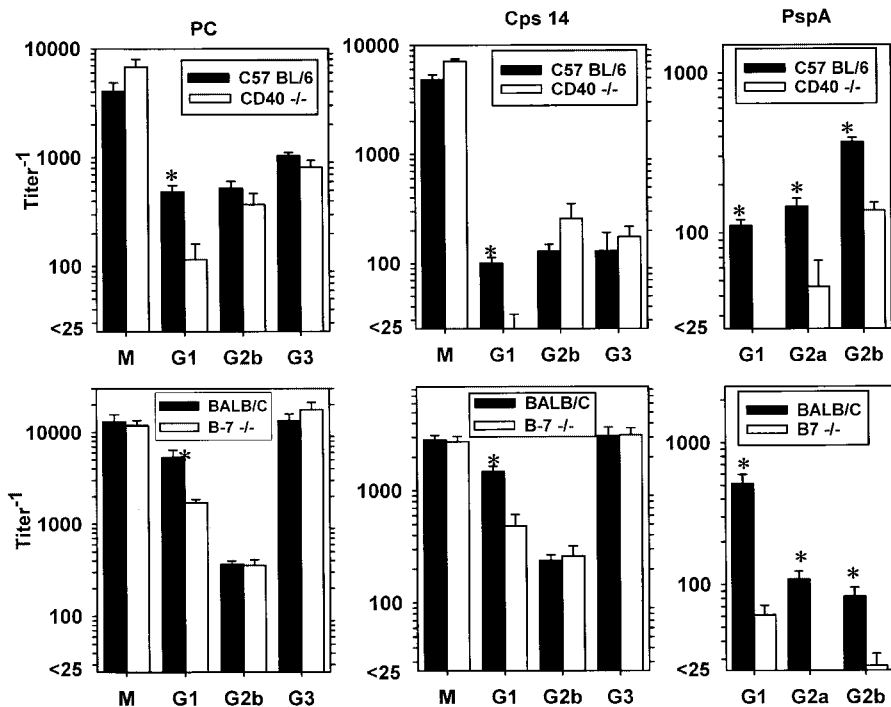 PC
Cps 14
PspA
10000
1000
100
<25
Titer-1
C57 BL/6
CD40 -/-
*
M
G1
G2b
G3
10000
1000
100
<25
C57 BL/6
CD40 -/-
*
M
G1
G2b
G3
1000
100
<25
C57 BL/6
CD40 -/-
*
*
*
G1
G2a
G2b
10000
1000
100
<25
Titer-1
BALB/C
B-7 -/-
*
M
G1
G2b
G3
1000
100
<25
BALB/C
B-7 -/-
*
M
G1
G2b
G3
1000
100
<25
BALB/C
B7 -/-
*
*
*
G1
G2a
G2b